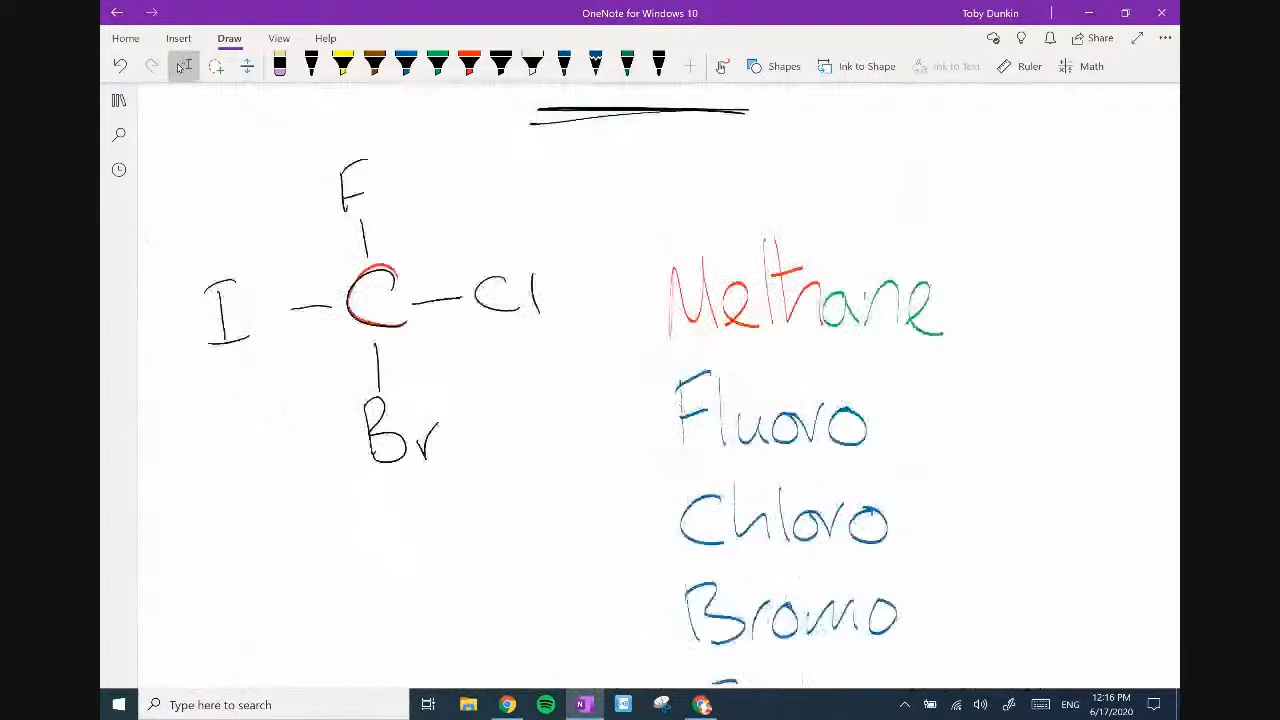 OneNote for Windows 10
Toby Dunkin
Home Insert Draw View Help
Share
Shapes Ink to Shape Ink to Text Ruler Math
F
I C Cl
Br
Methane
Fluoro
Chloro
Bromo
Type here to search
ENG
12:16 PM
6/17/2020